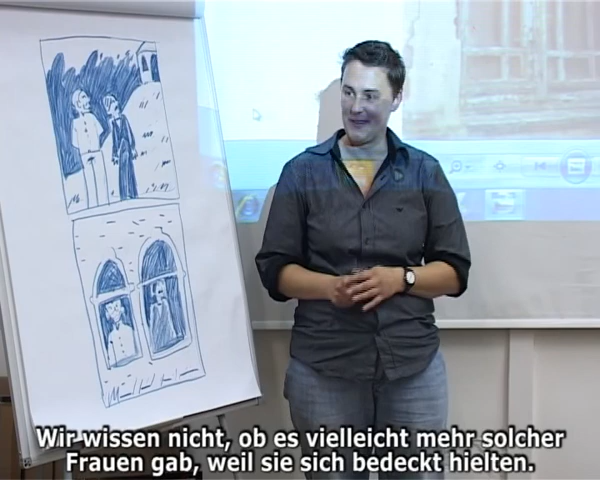 Wir wissen nicht, ob es vielleicht mehr solcher
Frauen gab, weil sie sich bedeckt hielten.